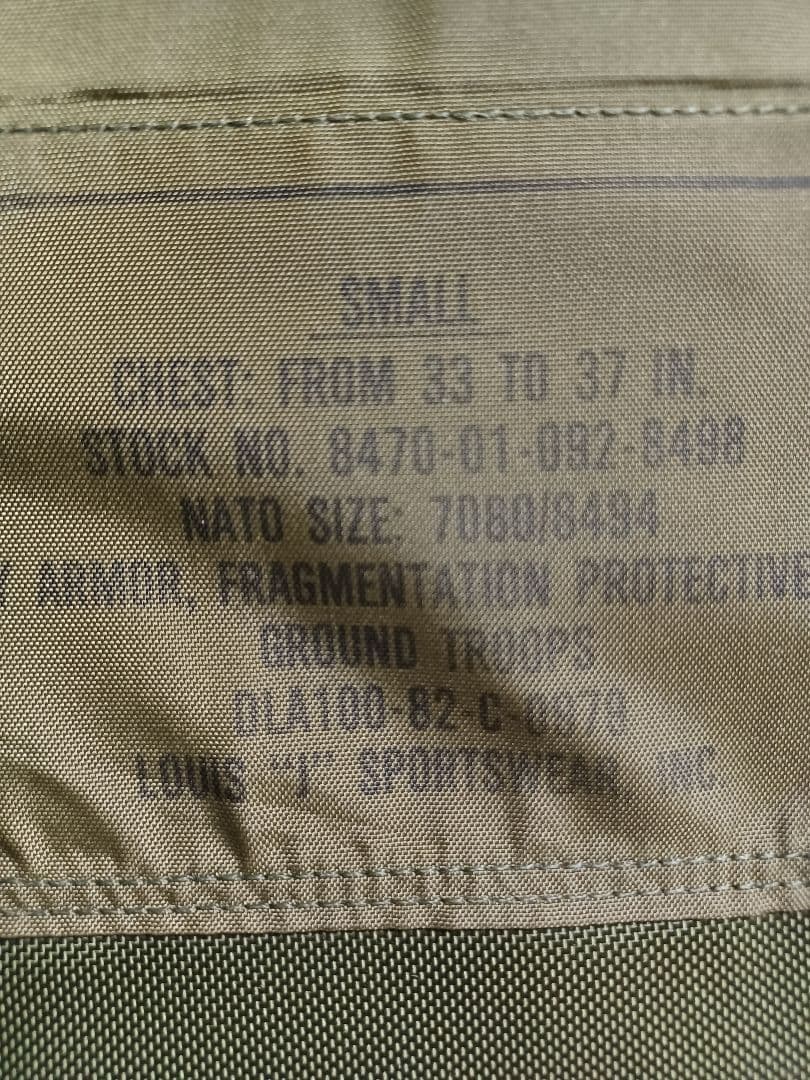 SMALL
CHEST: FROM 33 TO 37 IN.
STOCK NO. 8470-01-092-8498
NATO SIZE: 7080/8494
Y ARMOR, FRAGMENTATION PROTECTIVE
GROUND TROOPS
LOUIS "J" SPORTSWEAR, INC